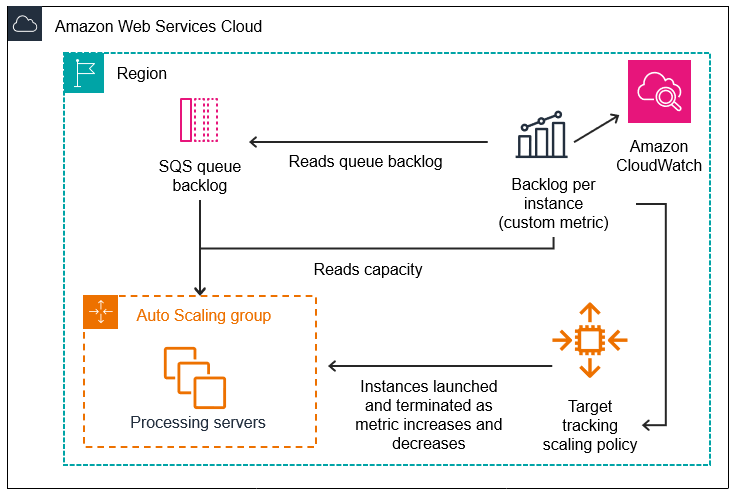 Amazon Web Services Cloud
Region
SQS queue
backlog
Reads queue backlog
Backlog per
instance
(custom metric)
Amazon
CloudWatch
Reads capacity
Auto Scaling group
Processing servers
Instances launched
and terminated as
metric increases and
decreases
Target
tracking
scaling policy